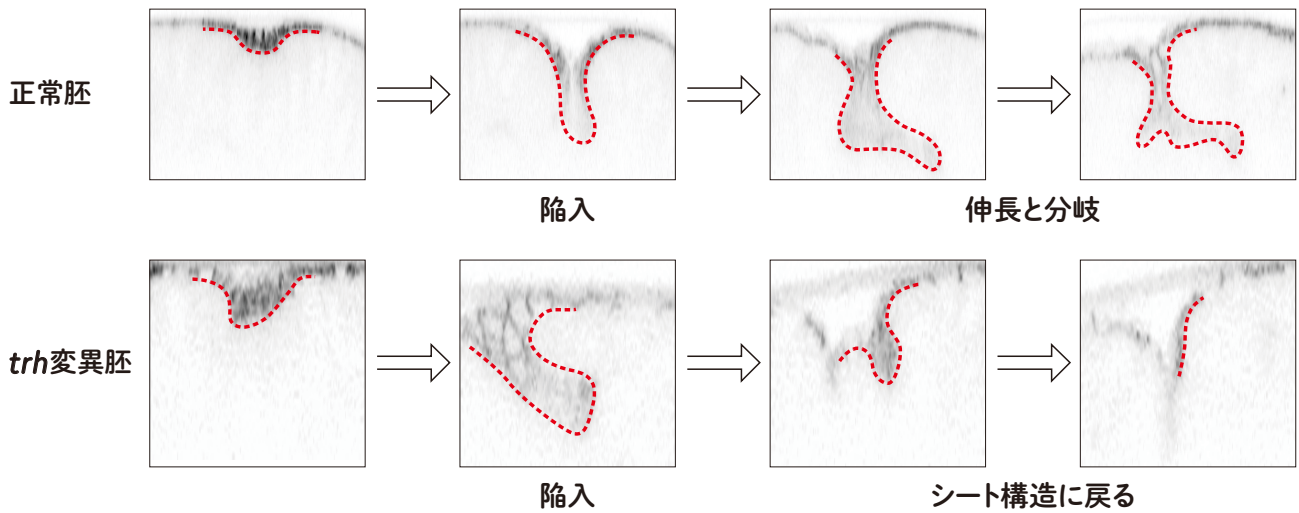 正常胚
陥入
伸長と分岐
trh変異胚
陥入
シート構造に戻る